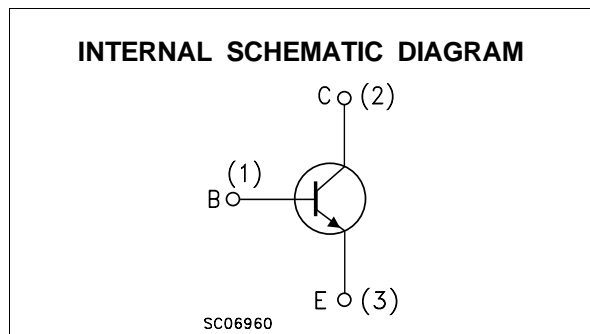 INTERNAL SCHEMATIC DIAGRAM
C (2)
(1)
B
E (3)
SC06960